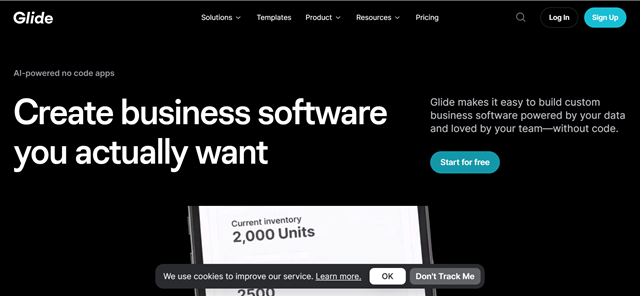 Glide
Solutions
Templates
Product
Resources
Pricing
Log In
Sign Up
AI-powered no code apps
Create business software
you actually want
Glide makes it easy to build custom
business software powered by your data
and loved by your team—without code.
Start for free
Current inventory
2,000 Units
We use cookies to improve our service. Learn more.
OK
Don't Track Me
2500